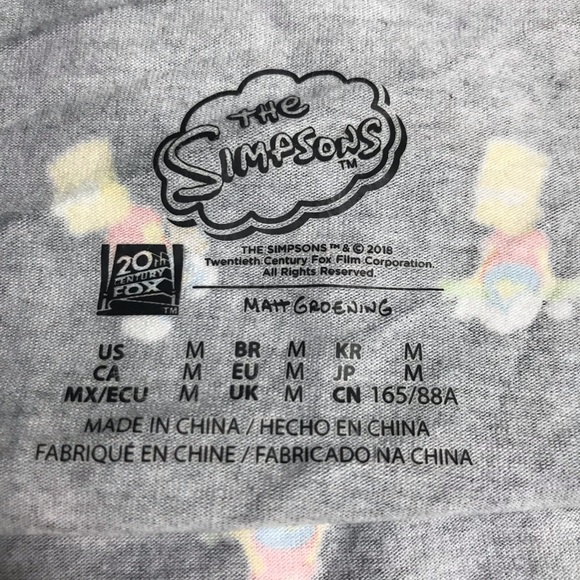 THE
SIMPSONS™
THE SIMPSONS ™ & © 2018
Twentieth Century Fox Film Corporation.
All Rights Reserved.
20th
CENTURY
FOX
™
MATT GROENING
US M BR M KR M
CA M EU M JP M
MX/ECU M UK M CN 165/88A
MADE IN CHINA / HECHO EN CHINA
FABRIQUÉ EN CHINE / FABRICADO NA CHINA